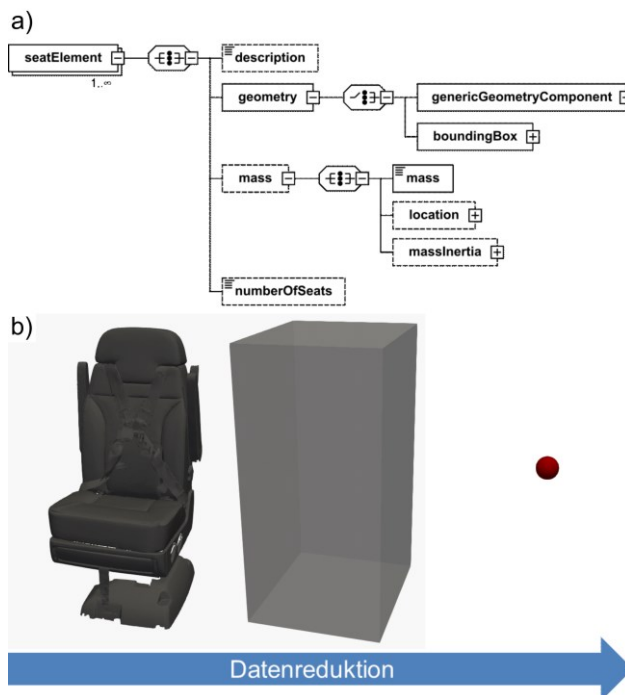 a)
seatElement
1..∞
description
geometry
genericGeometryComponent
boundingBox
mass
mass
location
massInertia
numberOfSeats
b)
Datenreduktion